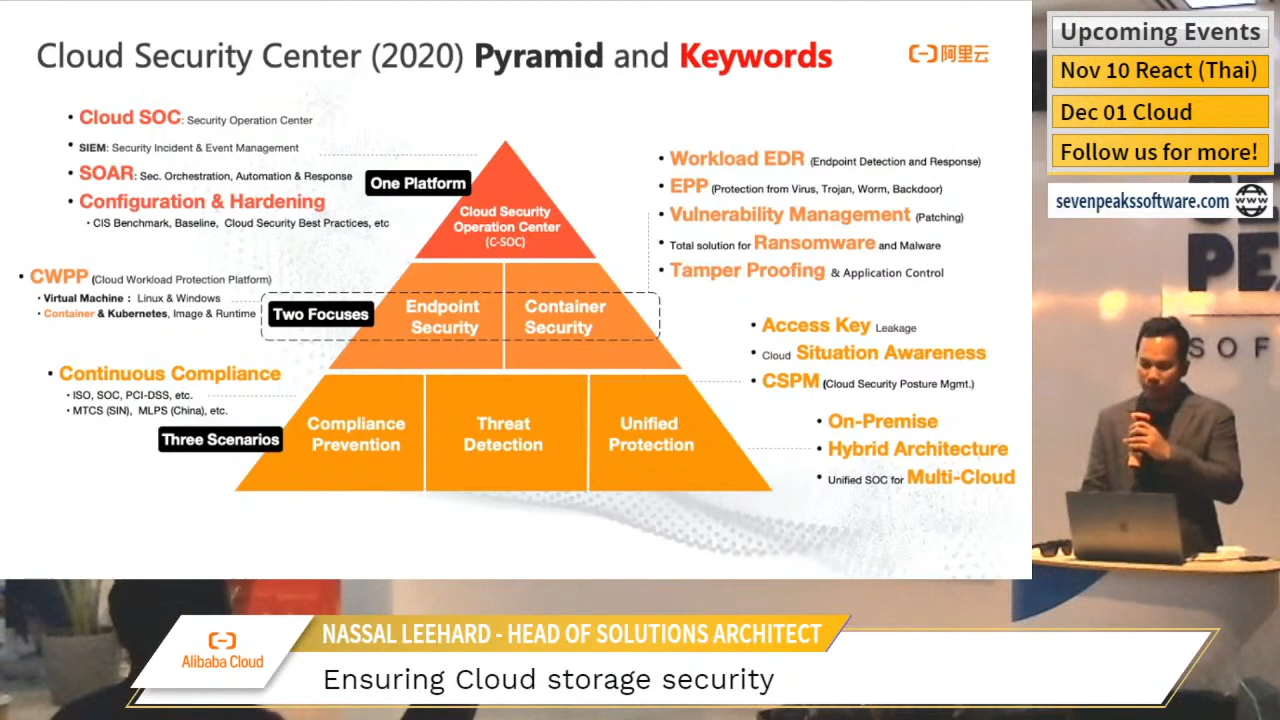 Cloud Security Center (2020) Pyramid and Keywords
阿里云
• Cloud SOC: Security Operation Center
• SIEM: Security Incident & Event Management
• SOAR: Sec. Orchestration, Automation & Response
• Configuration & Hardening
• CIS Benchmark, Baseline, Cloud Security Best Practices, etc
• CWPP (Cloud Workload Protection Platform)
• Virtual Machine : Linux & Windows
• Container & Kubernetes, Image & Runtime
• Continuous Compliance
• ISO, SOC, PCI-DSS, etc.
• MTCS (SIN), MLPS (China), etc.
One Platform
Cloud Security
Operation Center
(C-SOC)
Two Focuses
Endpoint
Security
Container
Security
Three Scenarios
Compliance
Prevention
Threat
Detection
Unified
Protection
• Workload EDR (Endpoint Detection and Response)
• EPP (Protection from Virus, Trojan, Worm, Backdoor)
• Vulnerability Management (Patching)
• Total solution for Ransomware and Malware
• Tamper Proofing & Application Control
• Access Key Leakage
• Cloud Situation Awareness
• CSPM (Cloud Security Posture Mgmt.)
• On-Premise
• Hybrid Architecture
• Unified SOC for Multi-Cloud
Upcoming Events
Nov 10 React (Thai)
Dec 01 Cloud
Follow us for more!
sevenpeakssoftware.com
WWW
PE
SOF
Alibaba Cloud
NASSAL LEEHARD - HEAD OF SOLUTIONS ARCHITECT
Ensuring Cloud storage security